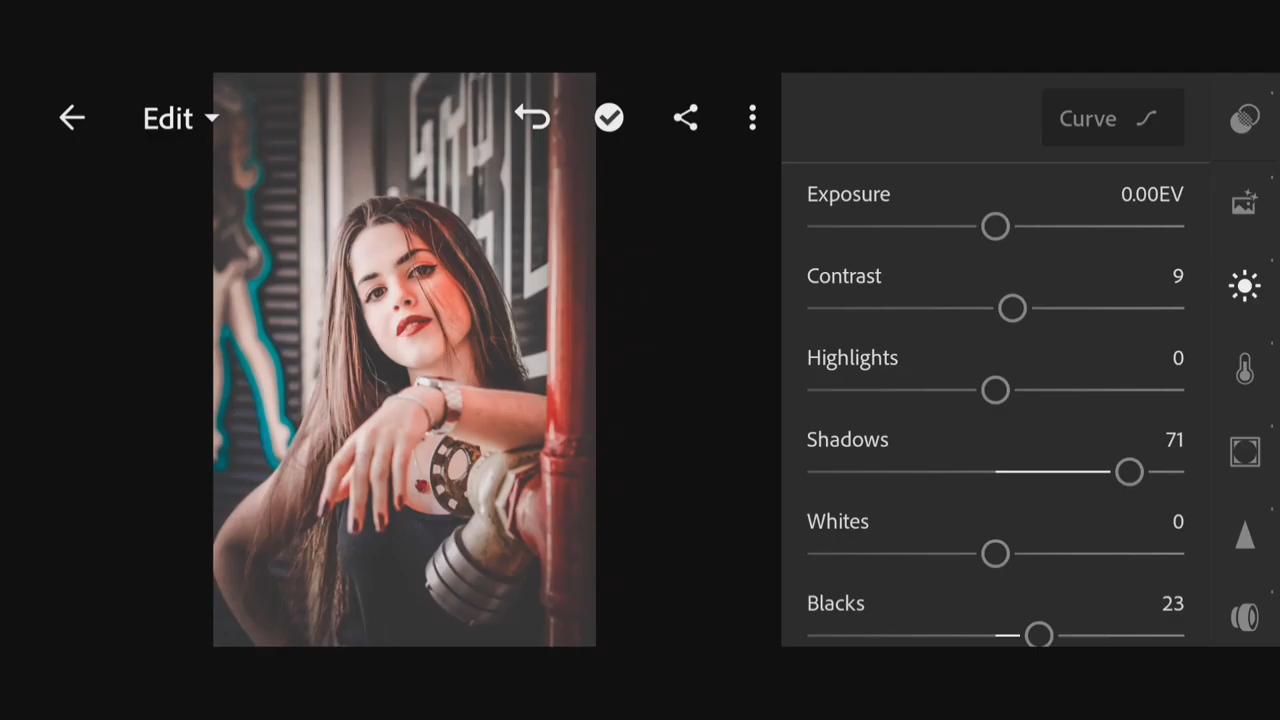 Edit
Curve
Exposure 0.00EV
Contrast 9
Highlights 0
Shadows 71
Whites 0
Blacks 23